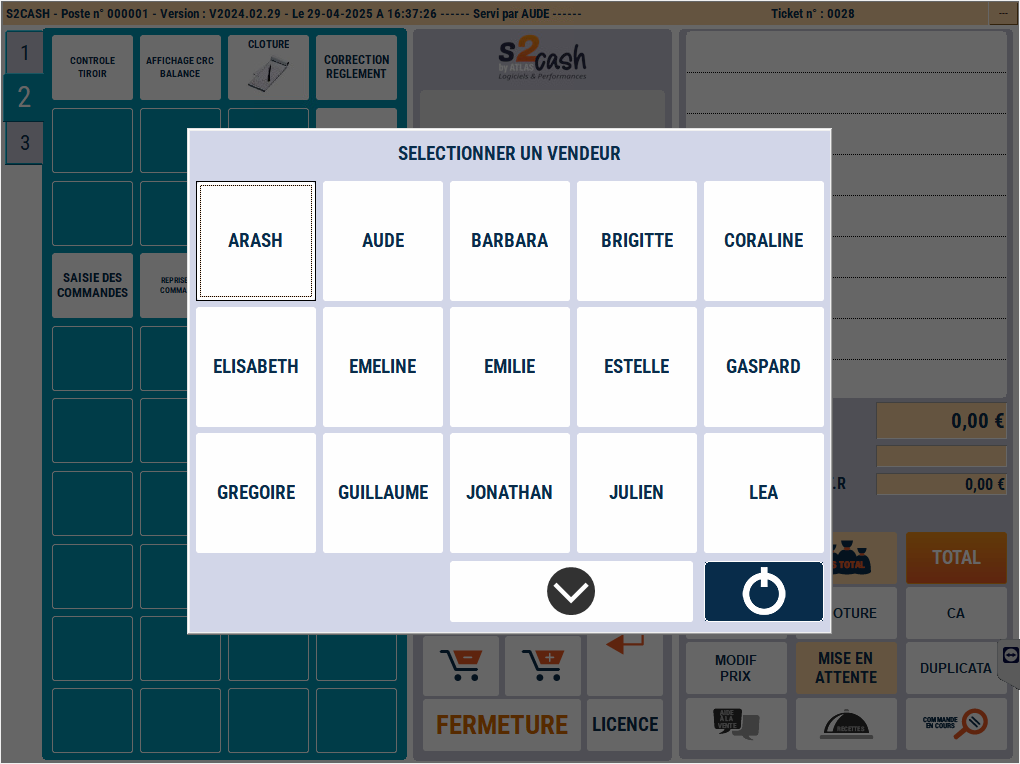 S2CASH - Poste n° 000001 - Version : V2024.02.29 - Le 29-04-2025 A 16:37:26 ------ Servi par AUDE ------
Ticket n° : 0028
1
2
3
CONTROLE
TIROIR
AFFICHAGE CRC
BALANCE
CLOTURE
CORRECTION
REGLEMENT
S2cash
by ATLAS
Logiciels & Performances
SELECTIONNER UN VENDEUR
ARASH
AUDE
BARBARA
BRIGITTE
CORALINE
SAISIE DES
COMMANDES
REPRISE
COMMA
ELISABETH
EMELINE
EMILIE
ESTELLE
GASPARD
0,00 €
GREGOIRE
GUILLAUME
JONATHAN
JULIEN
LEA
.R
0,00 €
TOTAL
TOTAL
OTURE
CA
MODIF
PRIX
MISE EN
ATTENTE
DUPLICATA
FERMETURE
LICENCE
AIDE
À LA
VENTE
RECETTES
COMMANDE
EN COURS